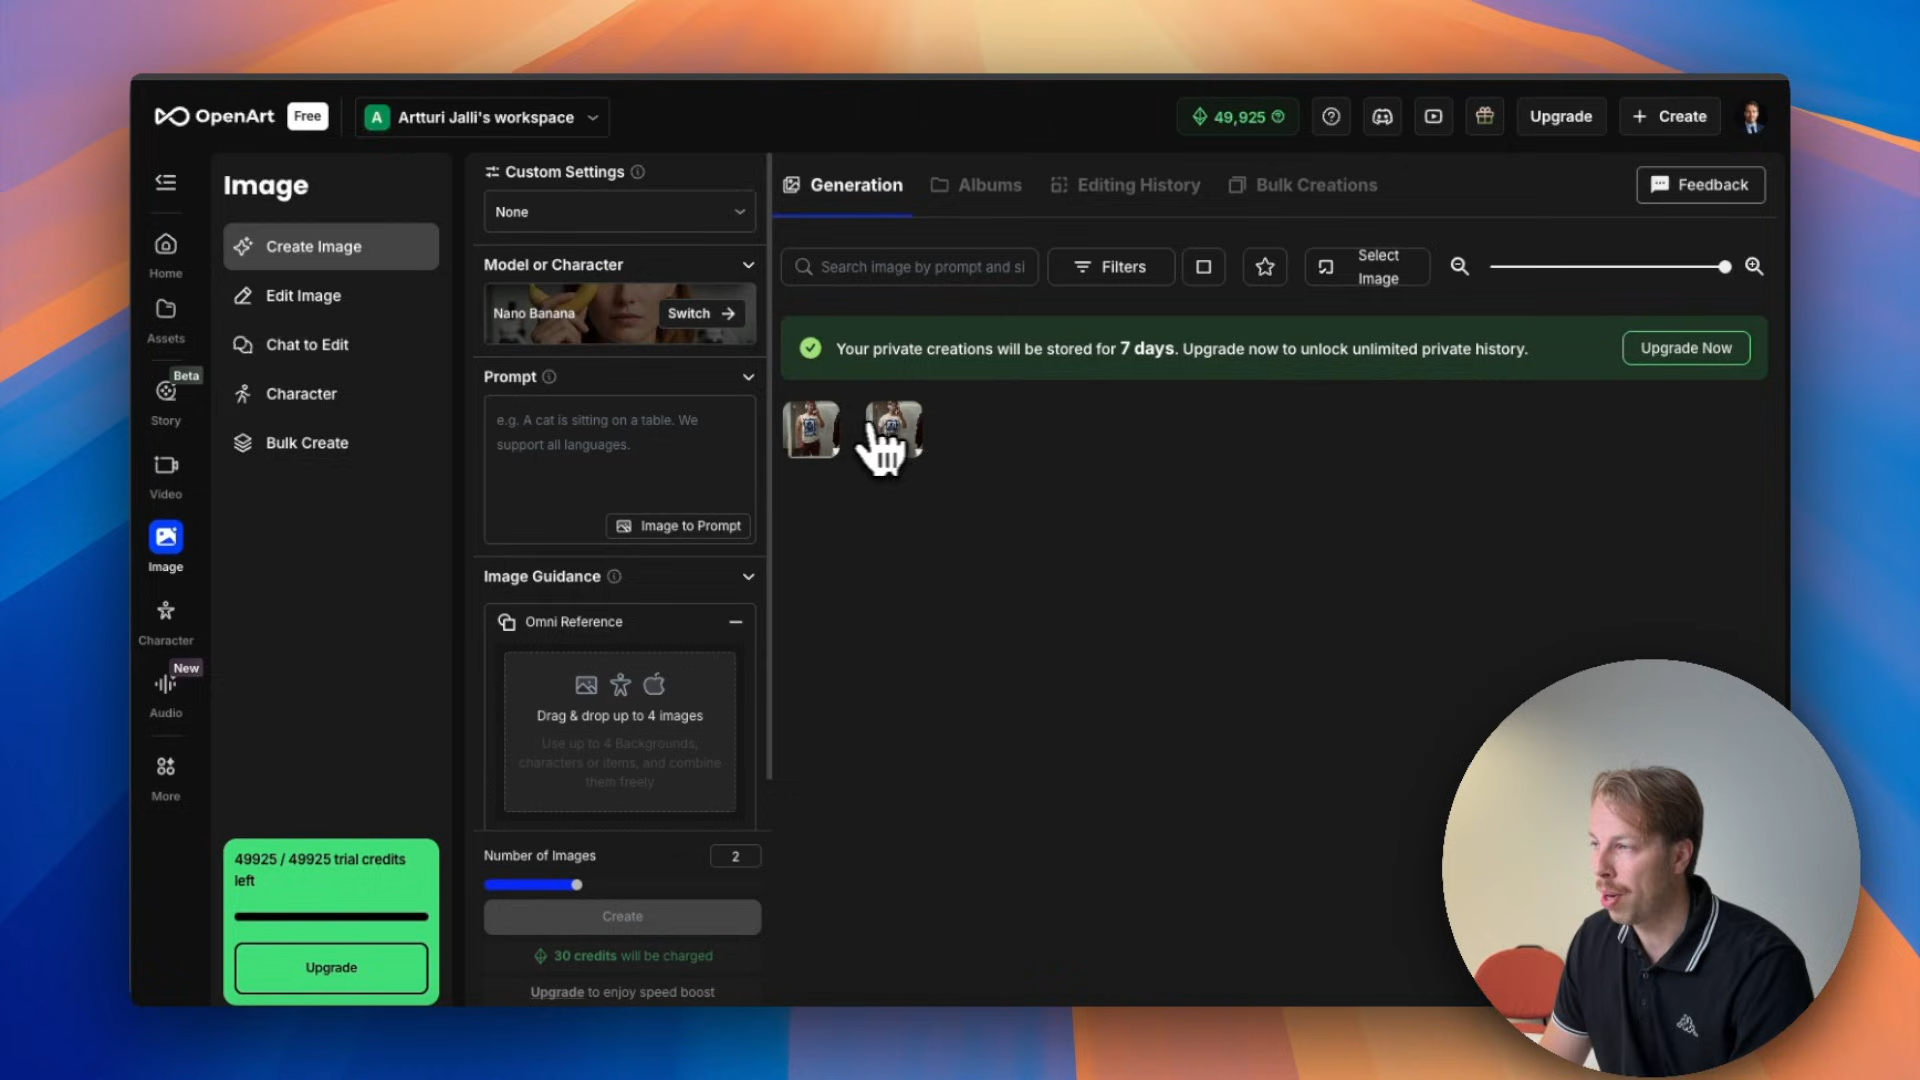 OpenArt
Free
A
Artturi Jalli's workspace
49,925
Upgrade
+ Create
Home
Assets
Beta
Story
Video
Image
Character
New
Audio
More
Image
Create Image
Edit Image
Chat to Edit
Character
Bulk Create
49925 / 49925 trial credits
left
Upgrade
Custom Settings
None
Model or Character
Nano Banana
Switch
Prompt
e.g. A cat is sitting on a table. We
support all languages.
Image to Prompt
Image Guidance
Omni Reference
Drag & drop up to 4 images
Use up to 4 Backgrounds,
characters or items, and combine
them freely
Number of Images
2
Create
30 credits will be charged
Upgrade to enjoy speed boost
Generation
Albums
Editing History
Bulk Creations
Feedback
Search image by prompt and si
Filters
Select
Image
Your private creations will be stored for 7 days. Upgrade now to unlock unlimited private history.
Upgrade Now